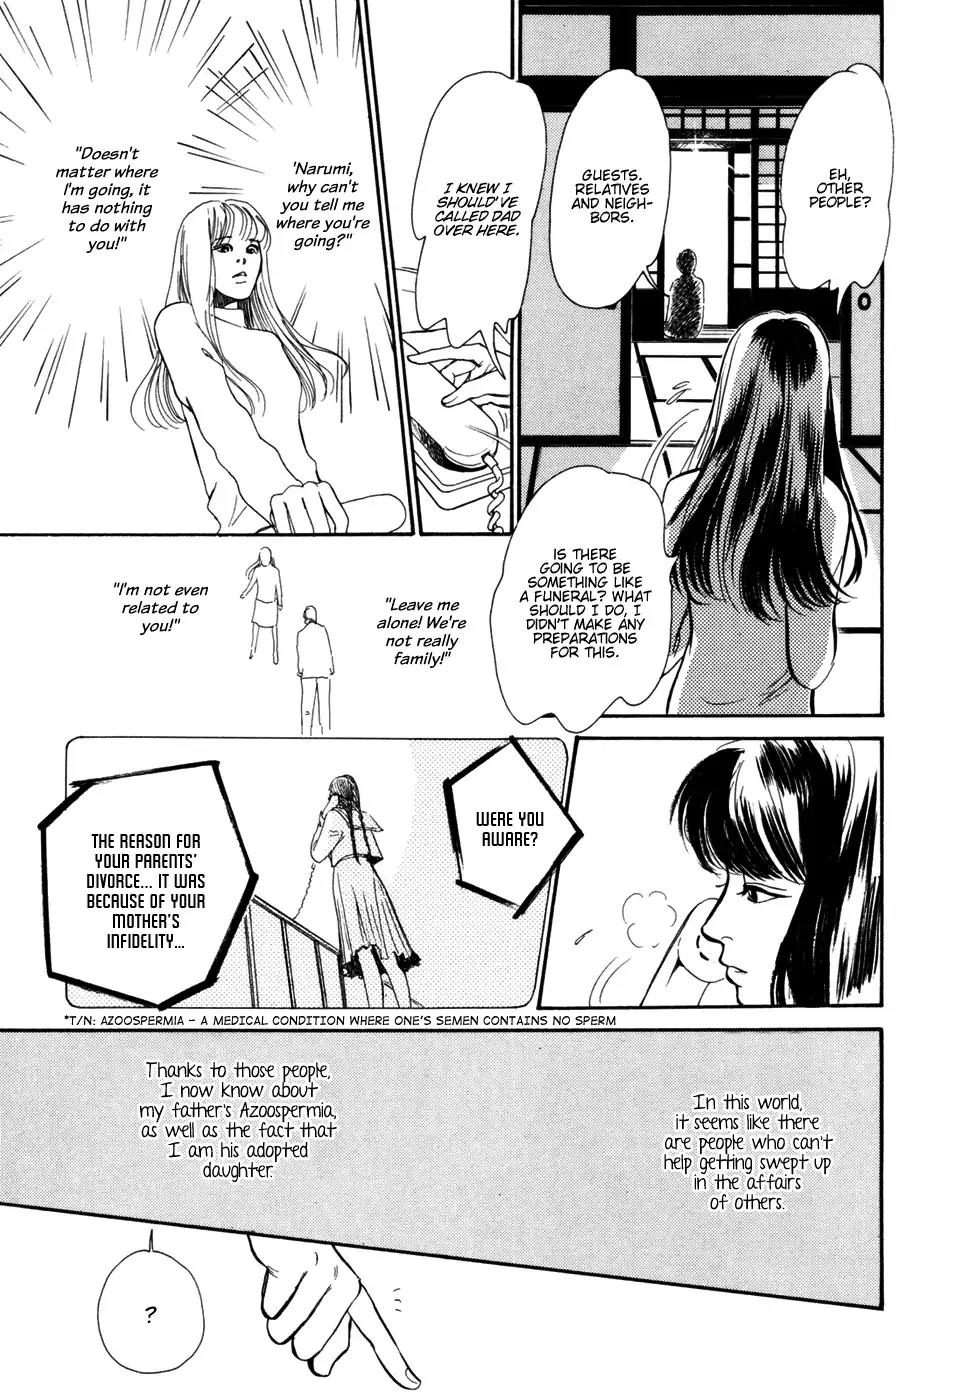 EH,
OTHER
PEOPLE?
GUESTS.
RELATIVES
AND NEIGH-
BORS.
I KNEW I
SHOULD'VE
CALLED DAD
OVER HERE.
'Narumi,
why can't
you tell me
where you're
going?"
"Doesn't
matter where
I'm going, it
has nothing
to do with
you!"
IS THERE
GOING TO BE
SOMETHING LIKE
A FUNERAL? WHAT
SHOULD I DO, I
DIDN'T MAKE ANY
PREPARATIONS
FOR THIS.
"Leave me
alone! We're
not really
family!"
"I'm not even
related to
you!"
WERE YOU
AWARE?
THE REASON FOR
YOUR PARENTS'
DIVORCE... IT WAS
BECAUSE OF YOUR
MOTHER'S
INFIDELITY...
*T/N: AZOOSPERMIA – A MEDICAL CONDITION WHERE ONE'S SEMEN CONTAINS NO SPERM
In this world,
it seems like there
are people who can't
help getting swept up
in the affairs
of others.
Thanks to those people,
I now know about
my father's Azoospermia,
as well as the fact that
I am his adopted
daughter.
?